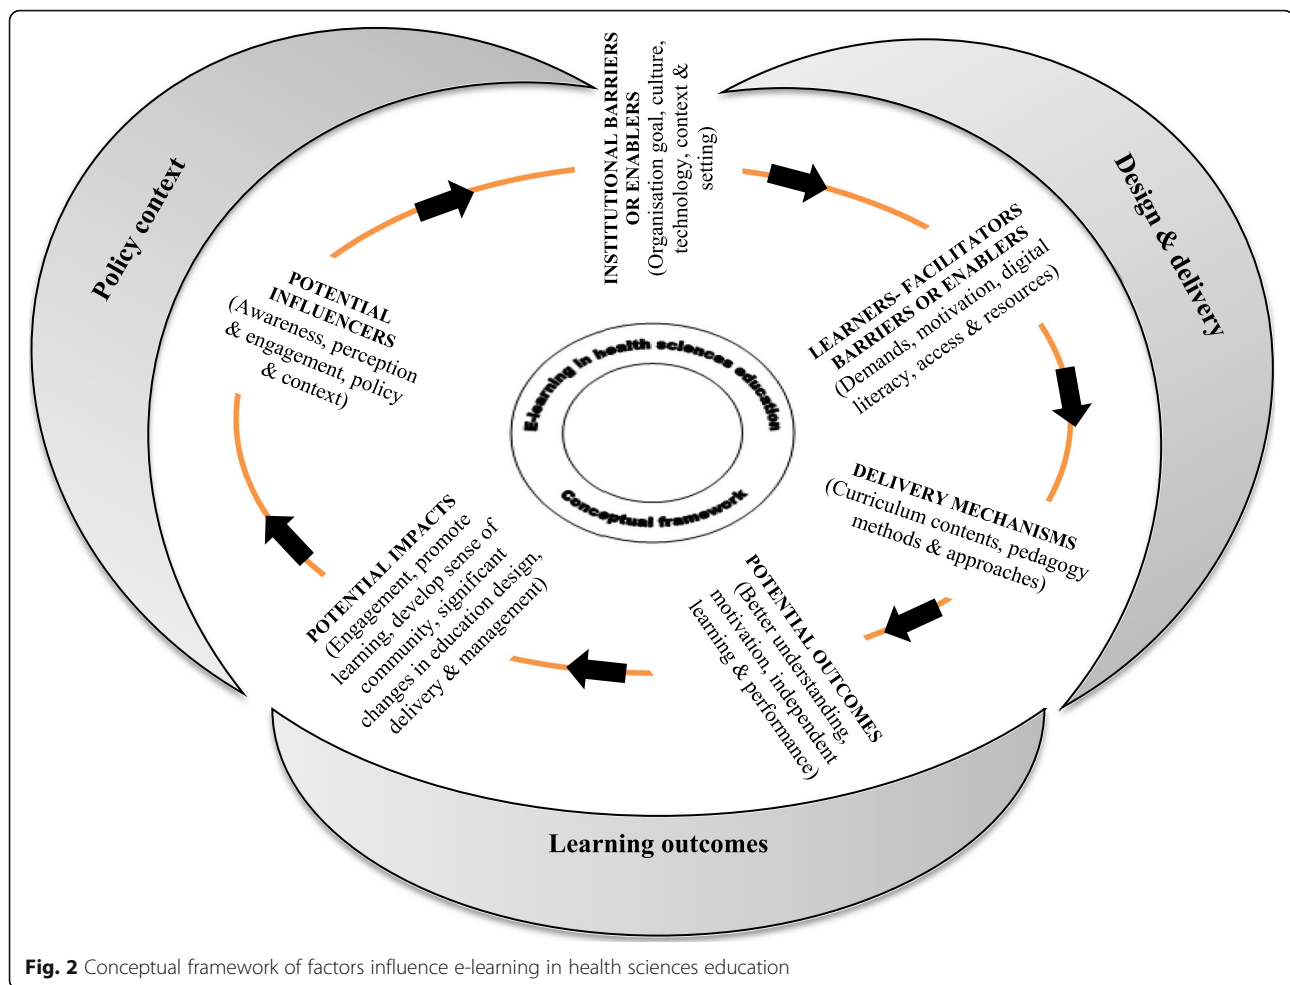 Policy context
Design & delivery
Learning outcomes
INSTITUTIONAL BARRIERS
OR ENABLERS
(Organisation goal, culture,
technology, context &
setting)
LEARNERS- FACILITATORS
BARRIERS OR ENABLERS
(Demands, motivation, digital
literacy, access & resources)
DELIVERY MECHANISMS
(Curriculum contents, pedagogy
methods & approaches)
POTENTIAL OUTCOMES
(Better understanding,
motivation, independent
learning & performance)
POTENTIAL IMPACTS
(Engagement, promote
learning, develop sense of
community, significant
changes in education design,
delivery & management)
POTENTIAL
INFLUENCERS
(Awareness, perception
& engagement, policy
& context)
E-learning in health sciences education
Conceptual framework
Fig. 2 Conceptual framework of factors influence e-learning in health sciences education